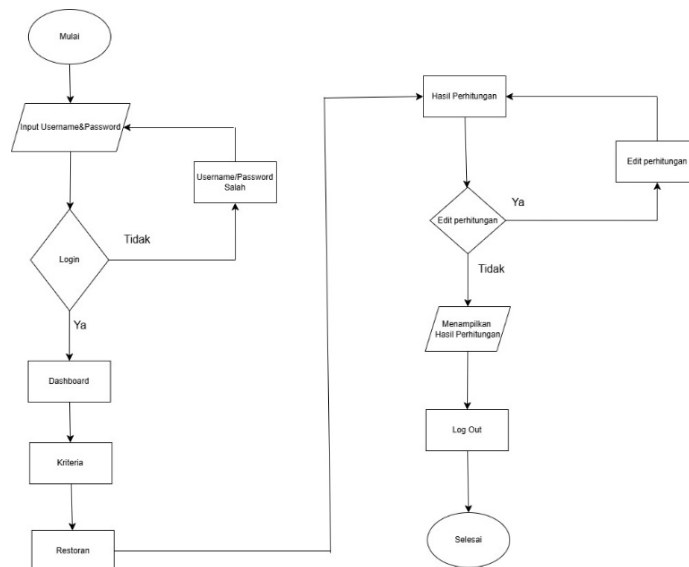 Mulai
Input Username&Password
Username/Password
Salah
Login
Tidak
Ya
Dashboard
Kriteria
Restoran
Hasil Perhitungan
Edit perhitungan
Edit perhitungan
Ya
Tidak
Menampilkan
Hasil Perhitungan
Log Out
Selesai